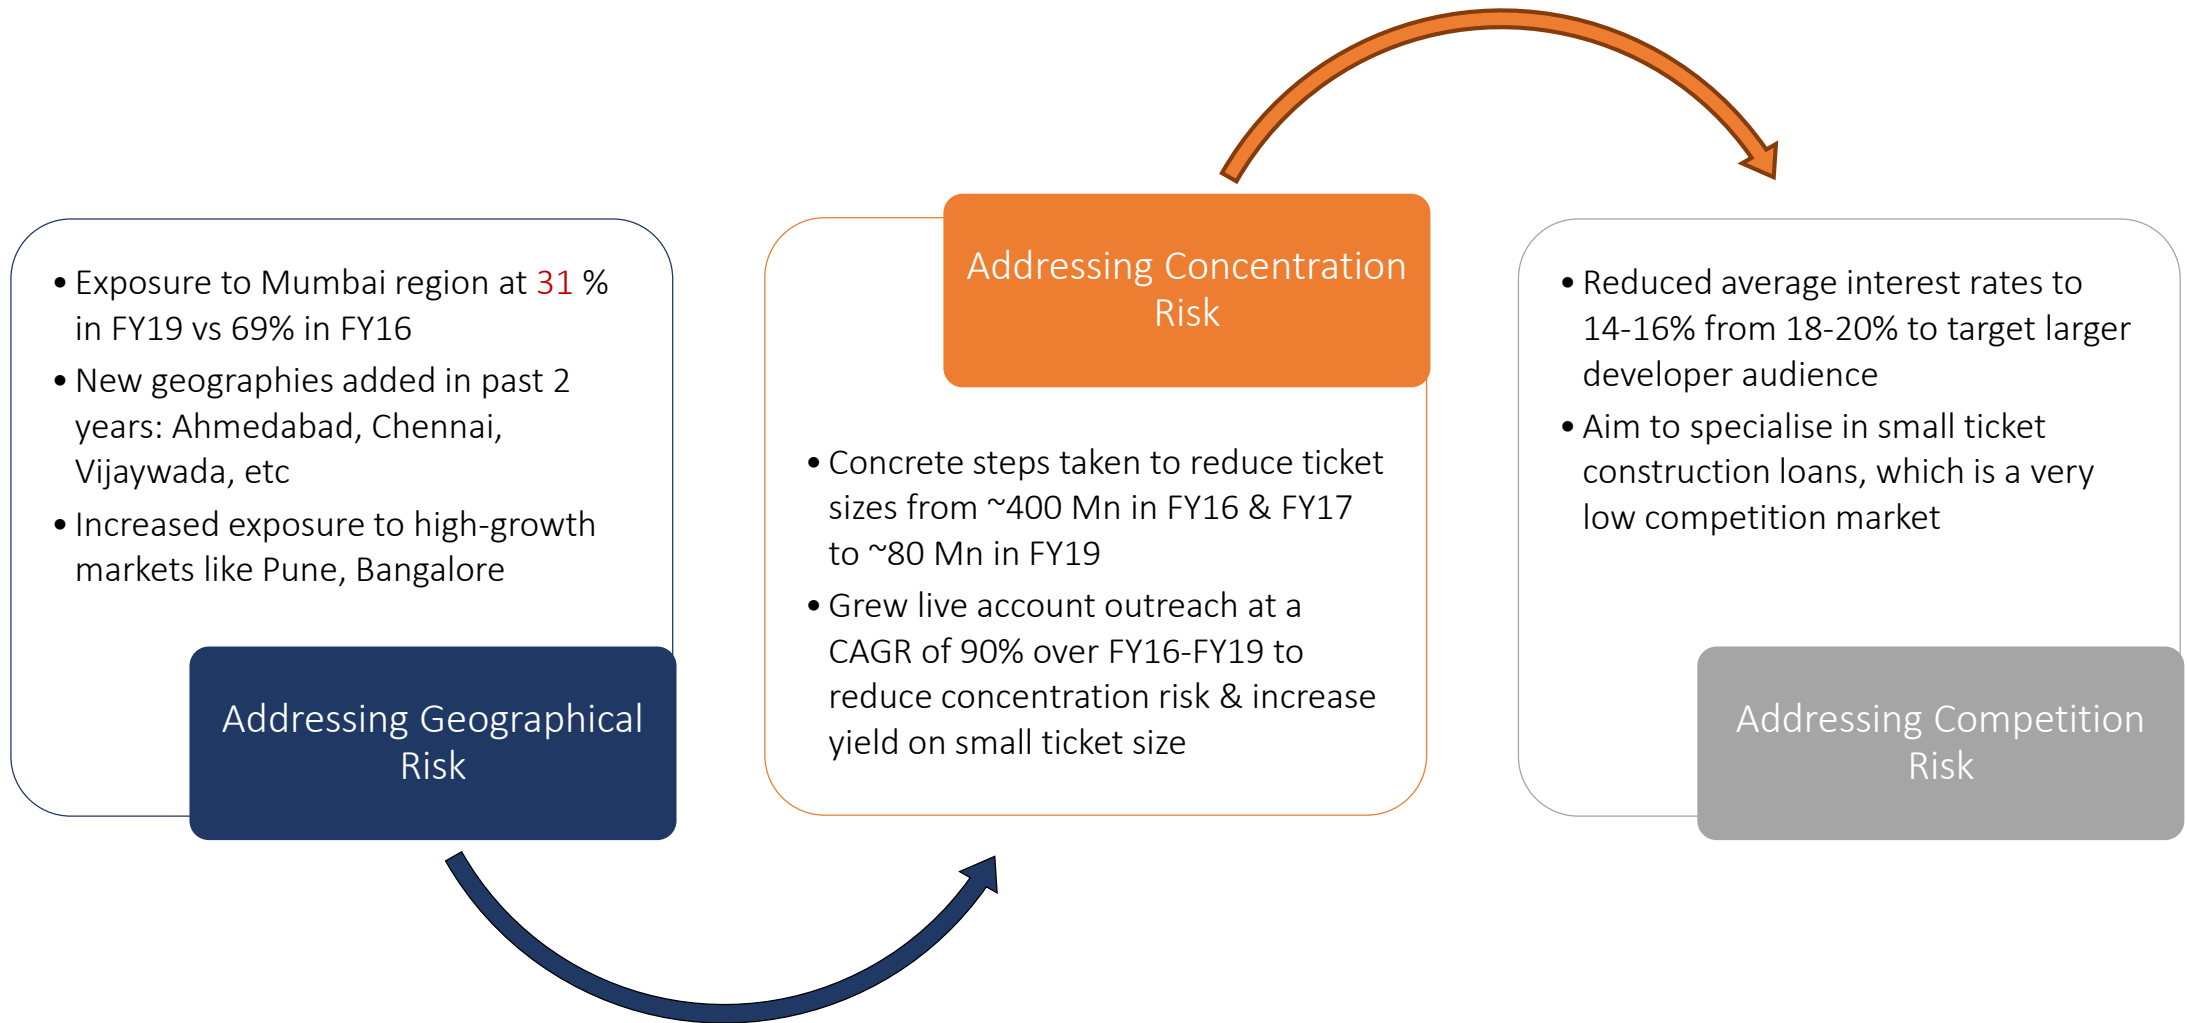 • Exposure to Mumbai region at 31 %
in FY19 vs 69% in FY16
• New geographies added in past 2
years: Ahmedabad, Chennai,
Vijaywada, etc
• Increased exposure to high-growth
markets like Pune, Bangalore
Addressing Geographical
Risk
Addressing Concentration
Risk
• Concrete steps taken to reduce ticket
sizes from ~400 Mn in FY16 & FY17
to ~80 Mn in FY19
• Grew live account outreach at a
CAGR of 90% over FY16-FY19 to
reduce concentration risk & increase
yield on small ticket size
• Reduced average interest rates to
14-16% from 18-20% to target larger
developer audience
• Aim to specialise in small ticket
construction loans, which is a very
low competition market
Addressing Competition
Risk